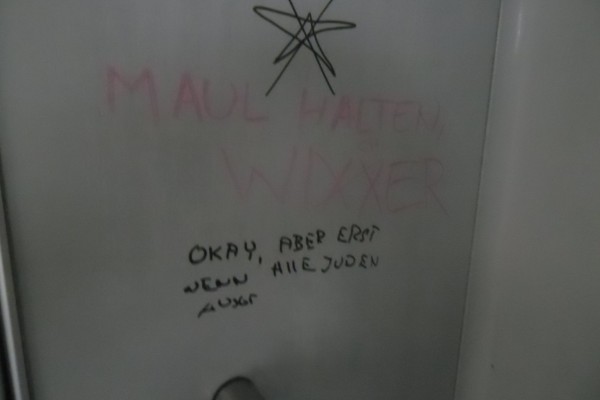 MAUL HALTEN,
WIXXER
OKAY, ABER ERST
WENN AllE JUDEN